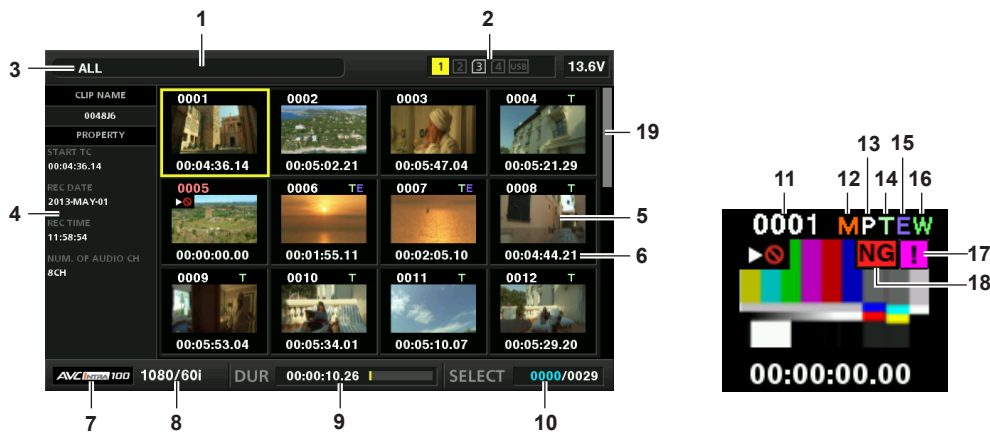 1
2
3 ALL 1 2 3 4 USB 13.6V
CLIP NAME
0048J6
PROPERTY
START TC
00:04:36.14
REC DATE
2013-MAY-01
REC TIME
11:58:54
NUM. OF AUDIO CH
8CH
4
0001 0002 0003 0004 T
00:04:36.14 00:05:02.21 00:05:47.04 00:05:21.29
19
0005 0006 TE 0007 TE 0008 T
5
00:00:00.00 00:01:55.11 00:02:05.10 00:04:44.21
6
0009 T 0010 T 0011 T 0012 T
00:05:53.04 00:05:34.01 00:05:10.07 00:05:29.20
AVC INTRA 100 1080/60i DUR 00:00:10.26 SELECT 0000/0029
7 8 9 10
11 12 13 14 15 16
0001 MPTEW
NG !
17
18
00:00:00.00